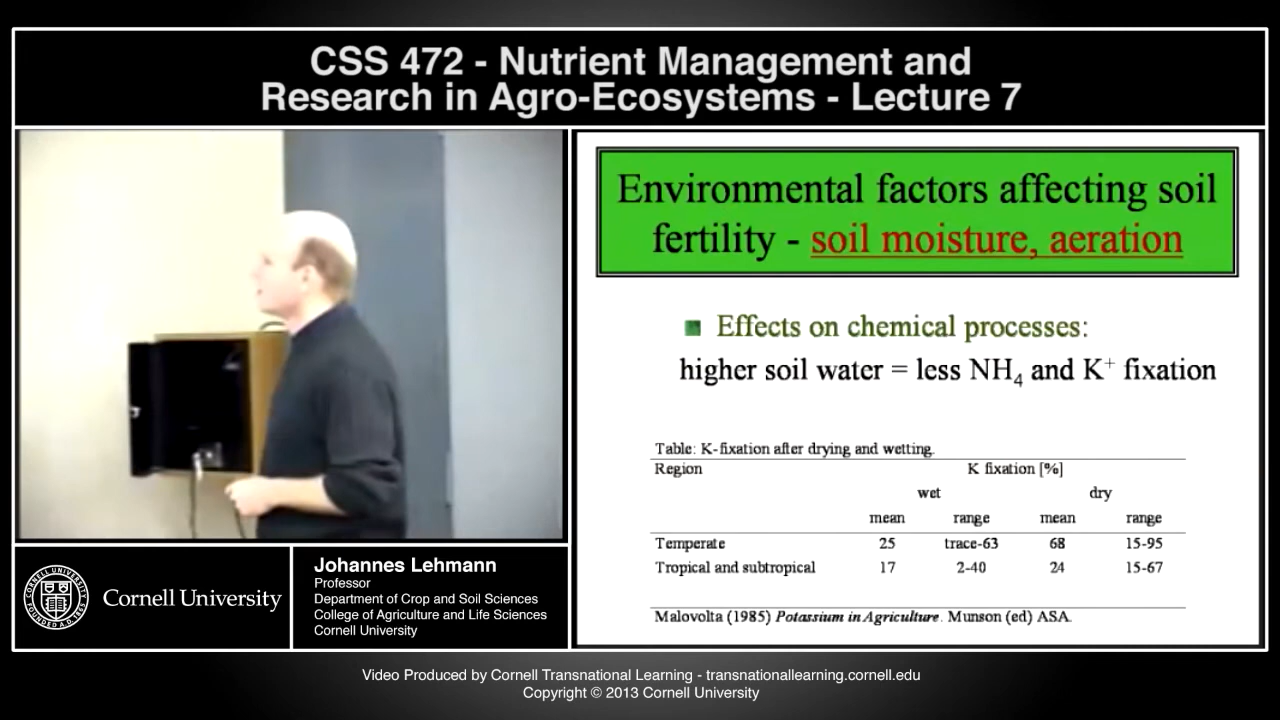 CSS 472 - Nutrient Management and
Research in Agro-Ecosystems - Lecture 7
Environmental factors affecting soil
fertility - soil moisture, aeration
Effects on chemical processes:
higher soil water = less NH₄ and K⁺ fixation
Table: K-fixation after drying and wetting.
Region K fixation [%]
wet dry
mean range mean range
Temperate 25 trace-63 68 15-95
Tropical and subtropical 17 2-40 24 15-67
Malovolta (1985) Potassium in Agriculture. Munson (ed) ASA.
Cornell University
Johannes Lehmann
Professor
Department of Crop and Soil Sciences
College of Agriculture and Life Sciences
Cornell University
Video Produced by Cornell Transnational Learning - transnationallearning.cornell.edu
Copyright © 2013 Cornell University